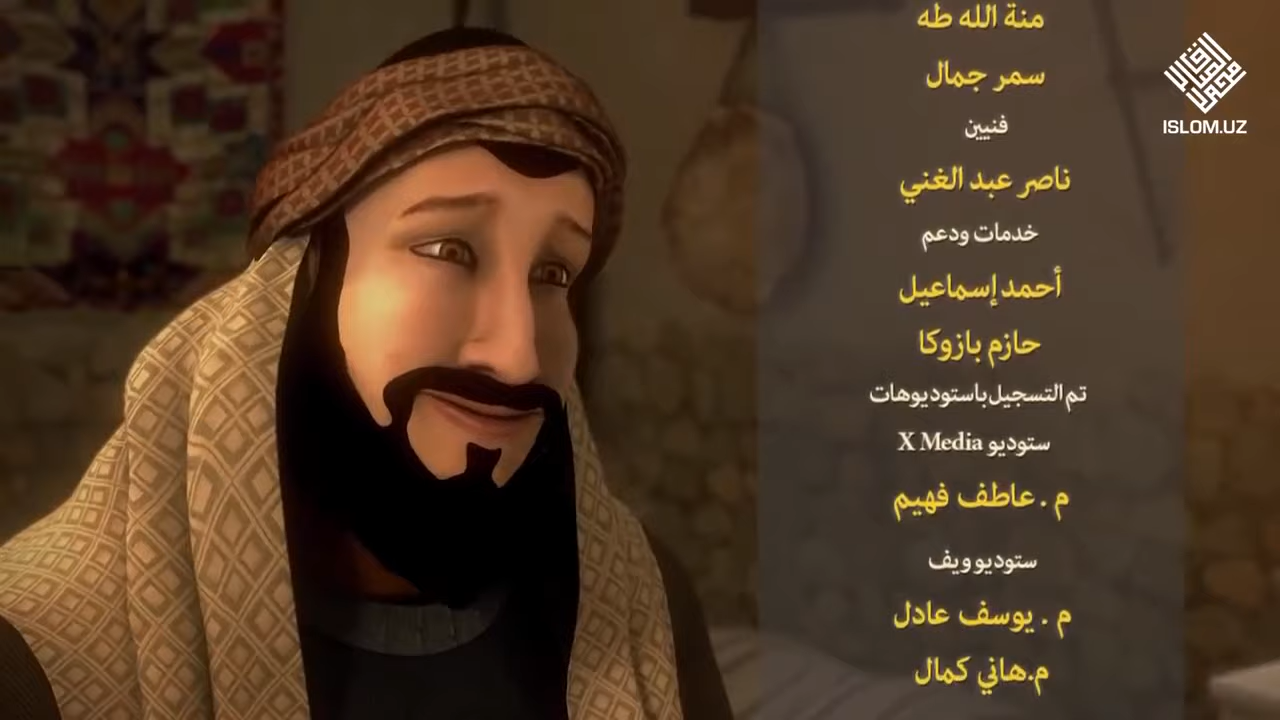 منة الله طه
سمر جمال
فنيين
ناصر عبد الغني
خدمات ودعم
أحمد إسماعيل
حازم بازوكا
تم التسجيل باستوديوهات
ستوديو X Media
م . عاطف فهيم
ستوديو ويف
م . يوسف عادل
م.هاني كمال
ISLOM.UZ